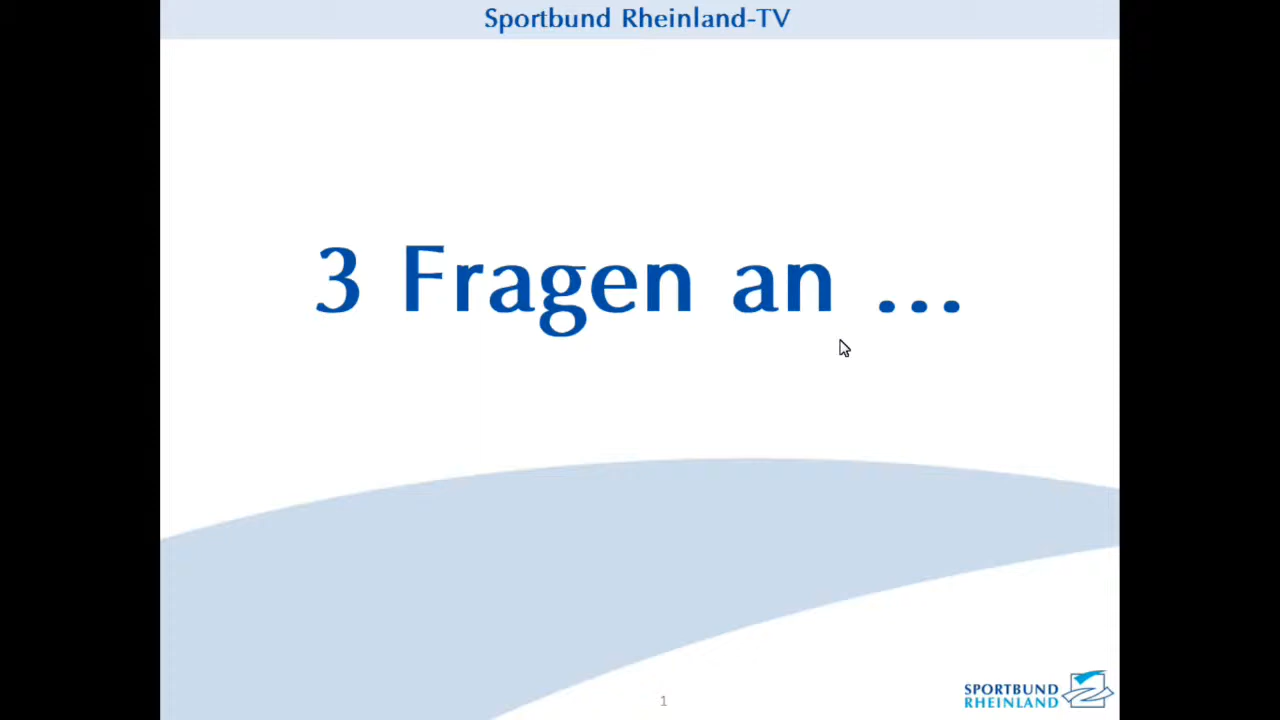 Sportbund Rheinland-TV
3 Fragen an ...
1
SPORTBUND
RHEINLAND